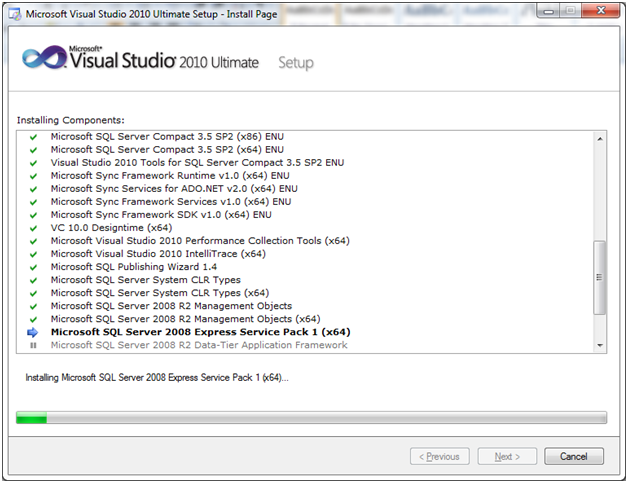 Microsoft Visual Studio 2010 Ultimate Setup - Install Page
Microsoft®
Visual Studio® 2010 Ultimate Setup
Installing Components:
Microsoft SQL Server Compact 3.5 SP2 (x86) ENU
Microsoft SQL Server Compact 3.5 SP2 (x64) ENU
Visual Studio 2010 Tools for SQL Server Compact 3.5 SP2 ENU
Microsoft Sync Framework Runtime v1.0 (x64) ENU
Microsoft Sync Services for ADO.NET v2.0 (x64) ENU
Microsoft Sync Framework Services v1.0 (x64) ENU
Microsoft Sync Framework SDK v1.0 (x64) ENU
VC 10.0 Designtime (x64)
Microsoft Visual Studio 2010 Performance Collection Tools (x64)
Microsoft Visual Studio 2010 IntelliTrace (x64)
Microsoft SQL Publishing Wizard 1.4
Microsoft SQL Server System CLR Types
Microsoft SQL Server System CLR Types (x64)
Microsoft SQL Server 2008 R2 Management Objects
Microsoft SQL Server 2008 R2 Management Objects (x64)
Microsoft SQL Server 2008 Express Service Pack 1 (x64)
Microsoft SQL Server 2008 R2 Data-Tier Application Framework
Installing Microsoft SQL Server 2008 Express Service Pack 1 (x64)...
< Previous Next > Cancel